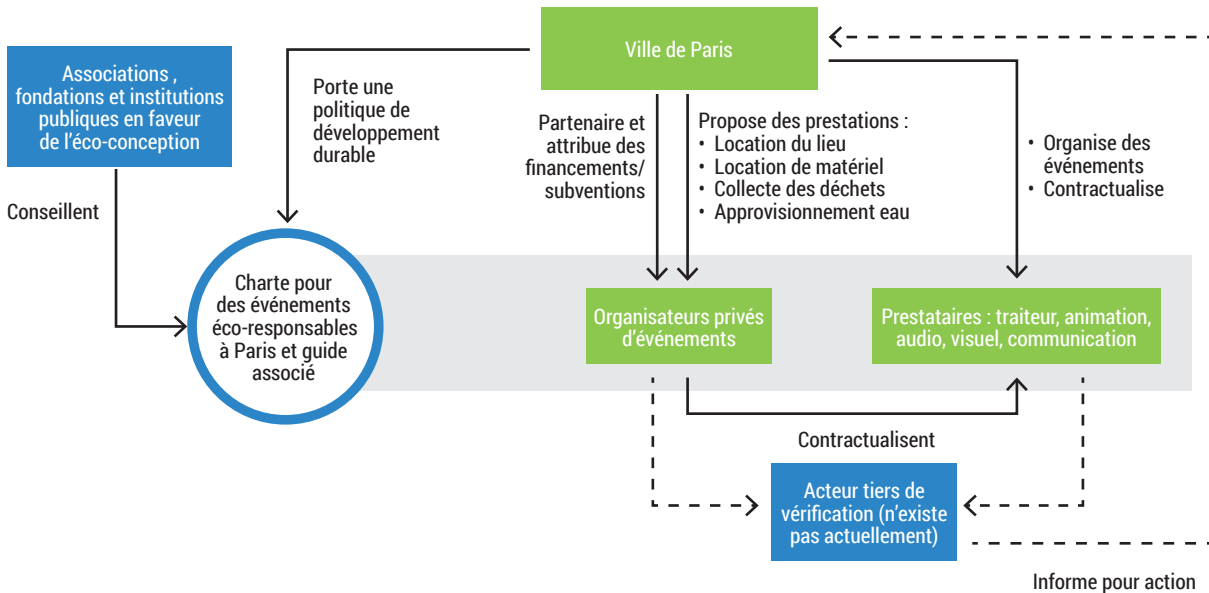 Ville de Paris
Associations ,
fondations et institutions
publiques en faveur
de l'éco-conception
Porte une
politique de
développement
durable
Partenaire et
attribue des
financements/
subventions
Propose des prestations :
• Location du lieu
• Location de matériel
• Collecte des déchets
• Approvisionnement eau
• Organise des
événements
• Contractualise
Conseillent
Charte pour
des événements
éco-responsables
à Paris et guide
associé
Organisateurs privés
d'événements
Prestataires : traiteur, animation,
audio, visuel, communication
Contractualisent
Acteur tiers de
vérification (n'existe
pas actuellement)
Informe pour action